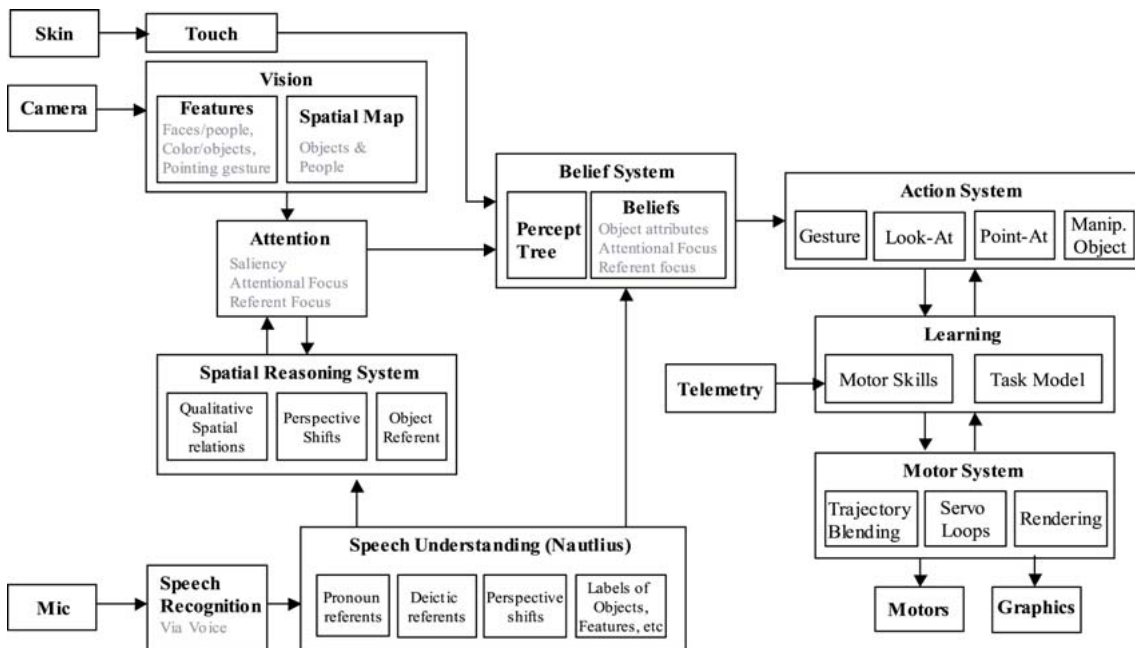 Skin
Touch
Camera
Vision
Features
Faces/people,
Color/objects,
Pointing gesture
Spatial Map
Objects &
People
Attention
Saliency
Attentional Focus
Referent Focus
Belief System
Percept
Tree
Beliefs
Object attributes
Attentional Focus
Referent focus
Action System
Gesture
Look-At
Point-At
Manip.
Object
Spatial Reasoning System
Qualitative
Spatial
relations
Perspective
Shifts
Object
Referent
Telemetry
Learning
Motor Skills
Task Model
Motor System
Trajectory
Blending
Servo
Loops
Rendering
Motors
Graphics
Mic
Speech
Recognition
Via Voice
Speech Understanding (Nautlius)
Pronoun
referents
Deictic
referents
Perspective
shifts
Labels of
Objects,
Features, etc